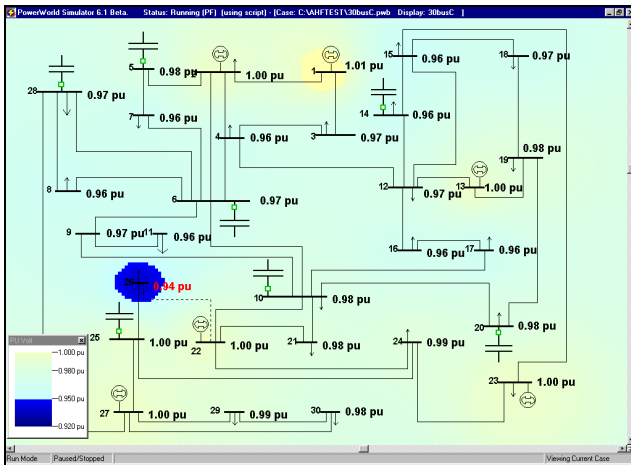 PowerWorld Simulator 6.1 Beta. Status: Running (PF) (using script) - [Case: C:\AHFTEST\30busC.pwb Display: 30busC ]
15 0.96 pu
18 0.97 pu
5 0.98 pu
1.00 pu
1 1.01 pu
28 0.97 pu
14 0.96 pu
7 0.96 pu
4 0.96 pu
3 0.97 pu
19 0.98 pu
8 0.96 pu
6 0.97 pu
12 0.97 pu
13 1.00 pu
9 0.97 pu
11 0.96 pu
16 0.96 pu
17 0.96 pu
26 0.94 pu
10 0.98 pu
20 0.98 pu
25 1.00 pu
22 1.00 pu
21 0.98 pu
24 0.99 pu
23 1.00 pu
27 1.00 pu
29 0.99 pu
30 0.98 pu
PU Volt
1.000 pu
0.980 pu
0.950 pu
0.920 pu
Run Mode Paused/Stopped Viewing Current Case